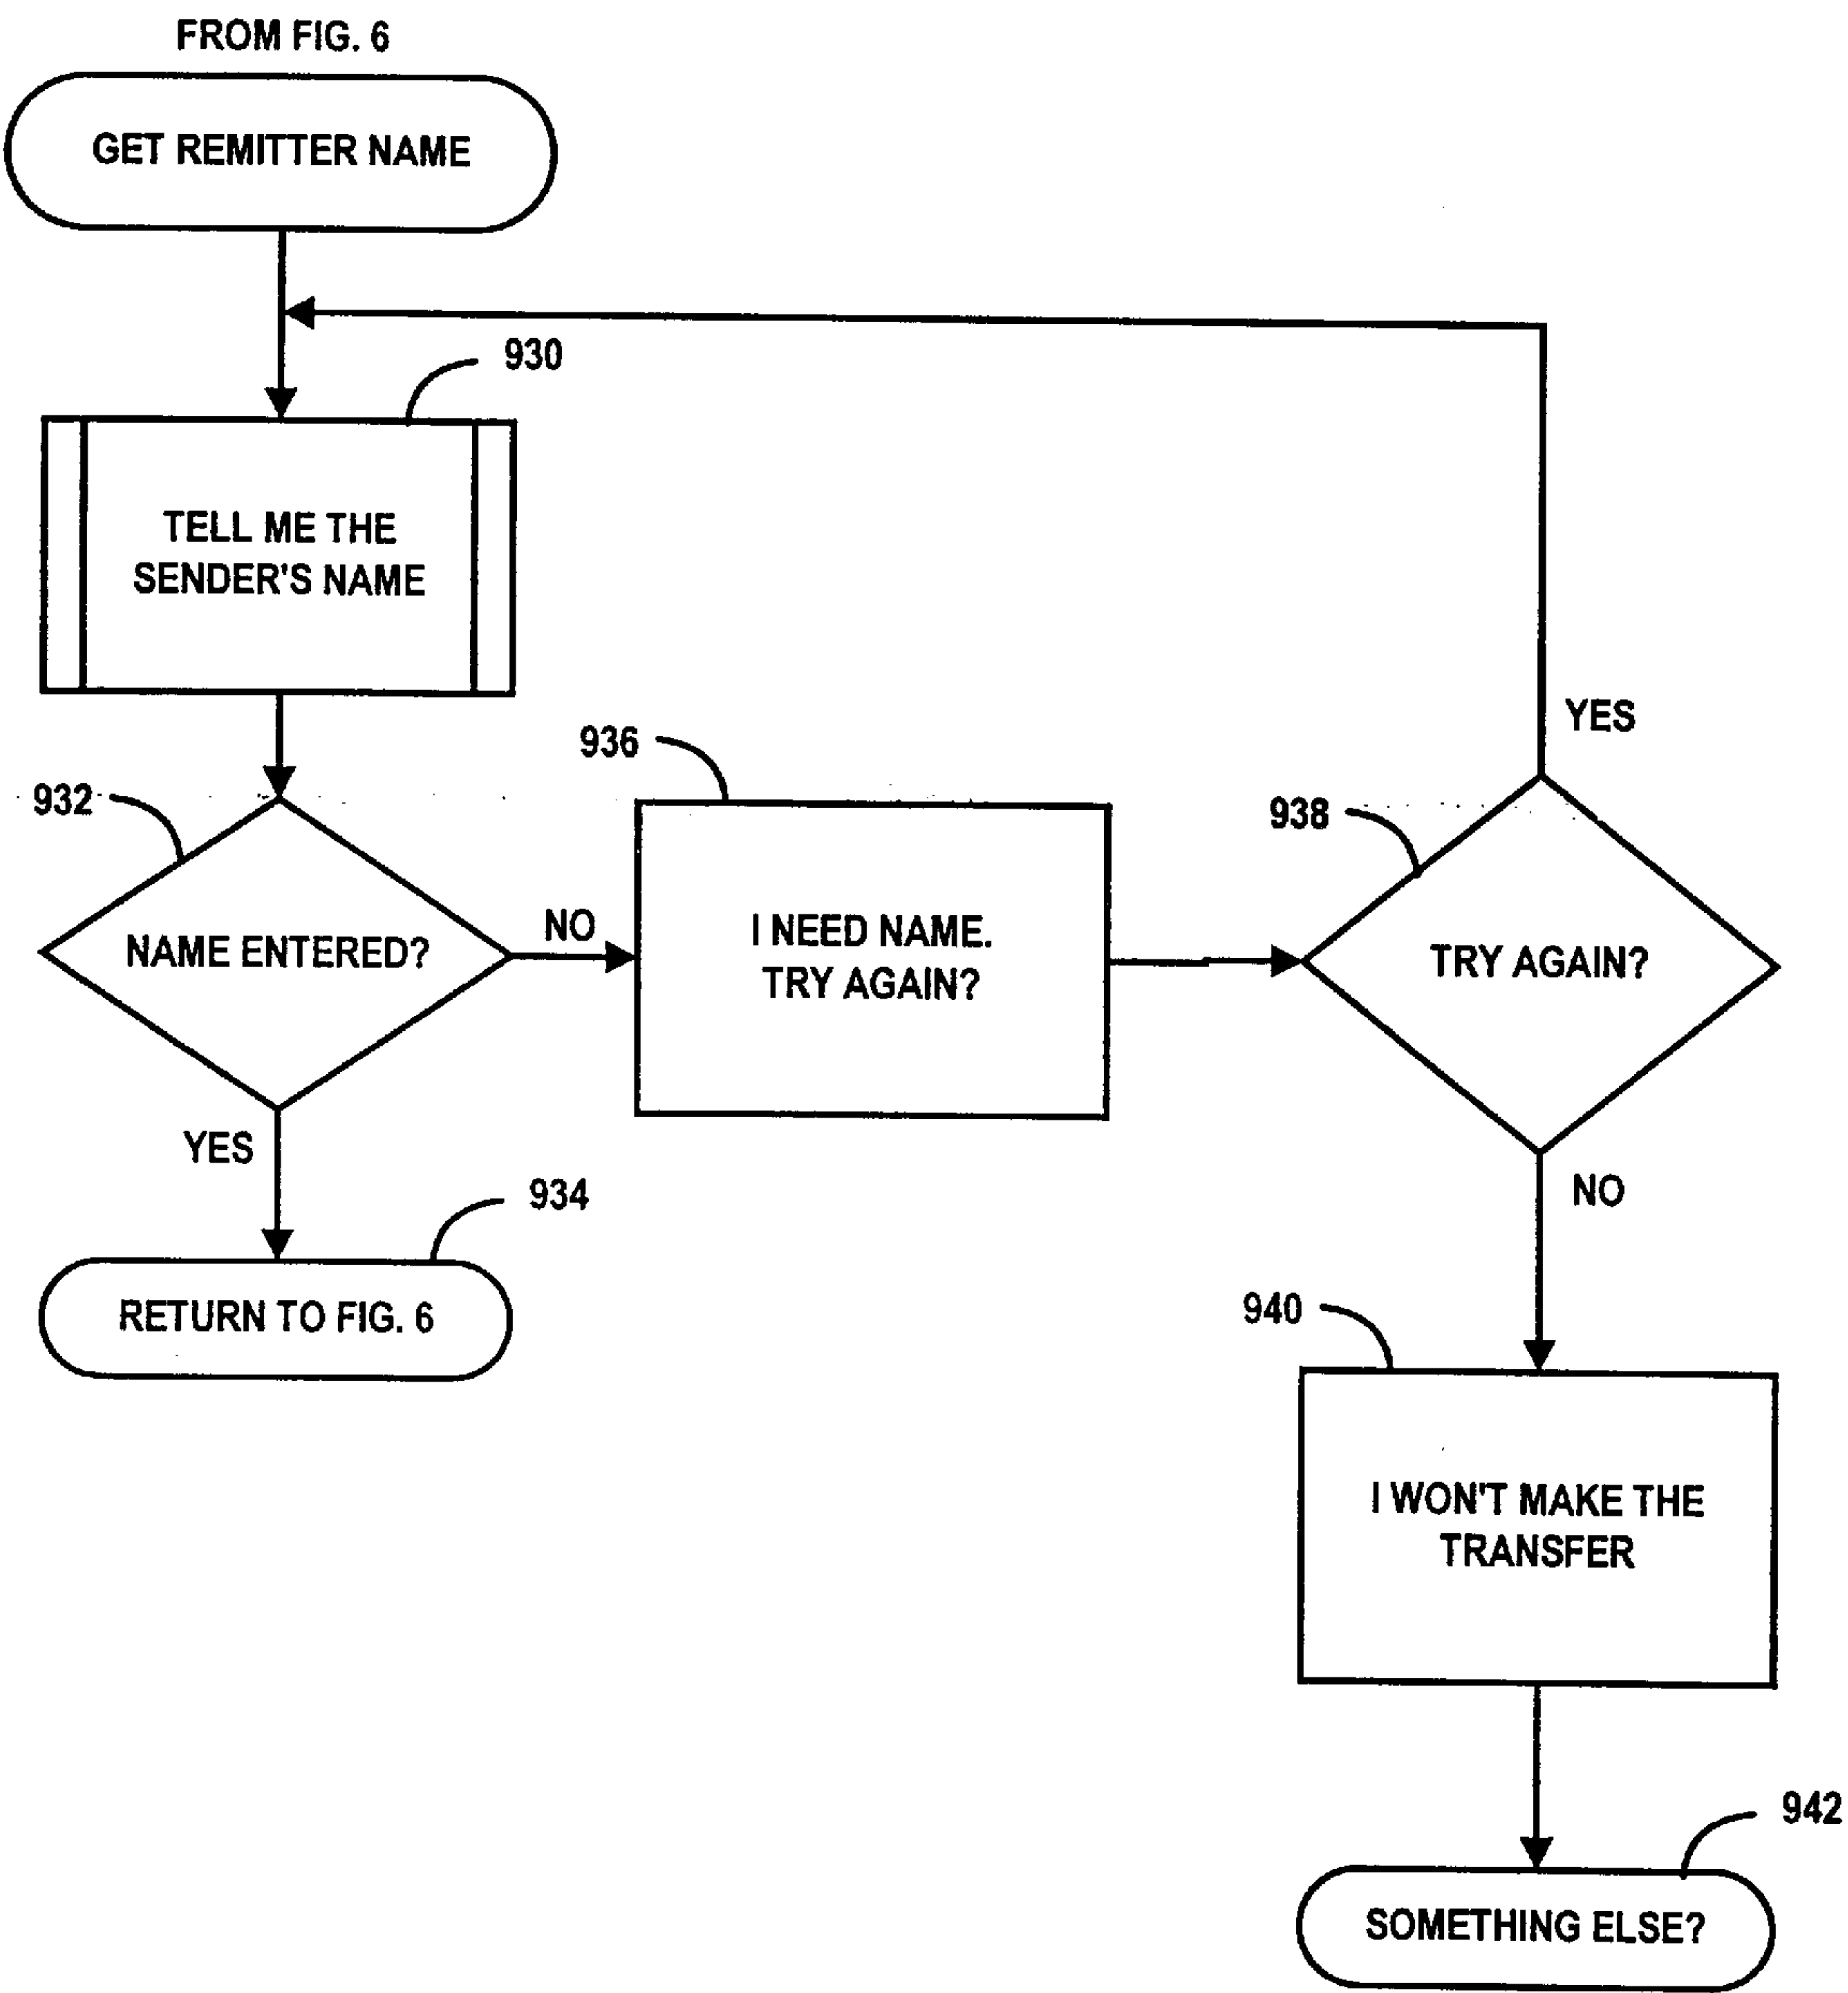 FROM FIG. 6
GET REMITTER NAME
930
TELL ME THE
SENDER'S NAME
932
NAME ENTERED?
NO
YES
936
I NEED NAME.
TRY AGAIN?
938
TRY AGAIN?
YES
NO
934
RETURN TO FIG. 6
940
I WON'T MAKE THE
TRANSFER
942
SOMETHING ELSE?